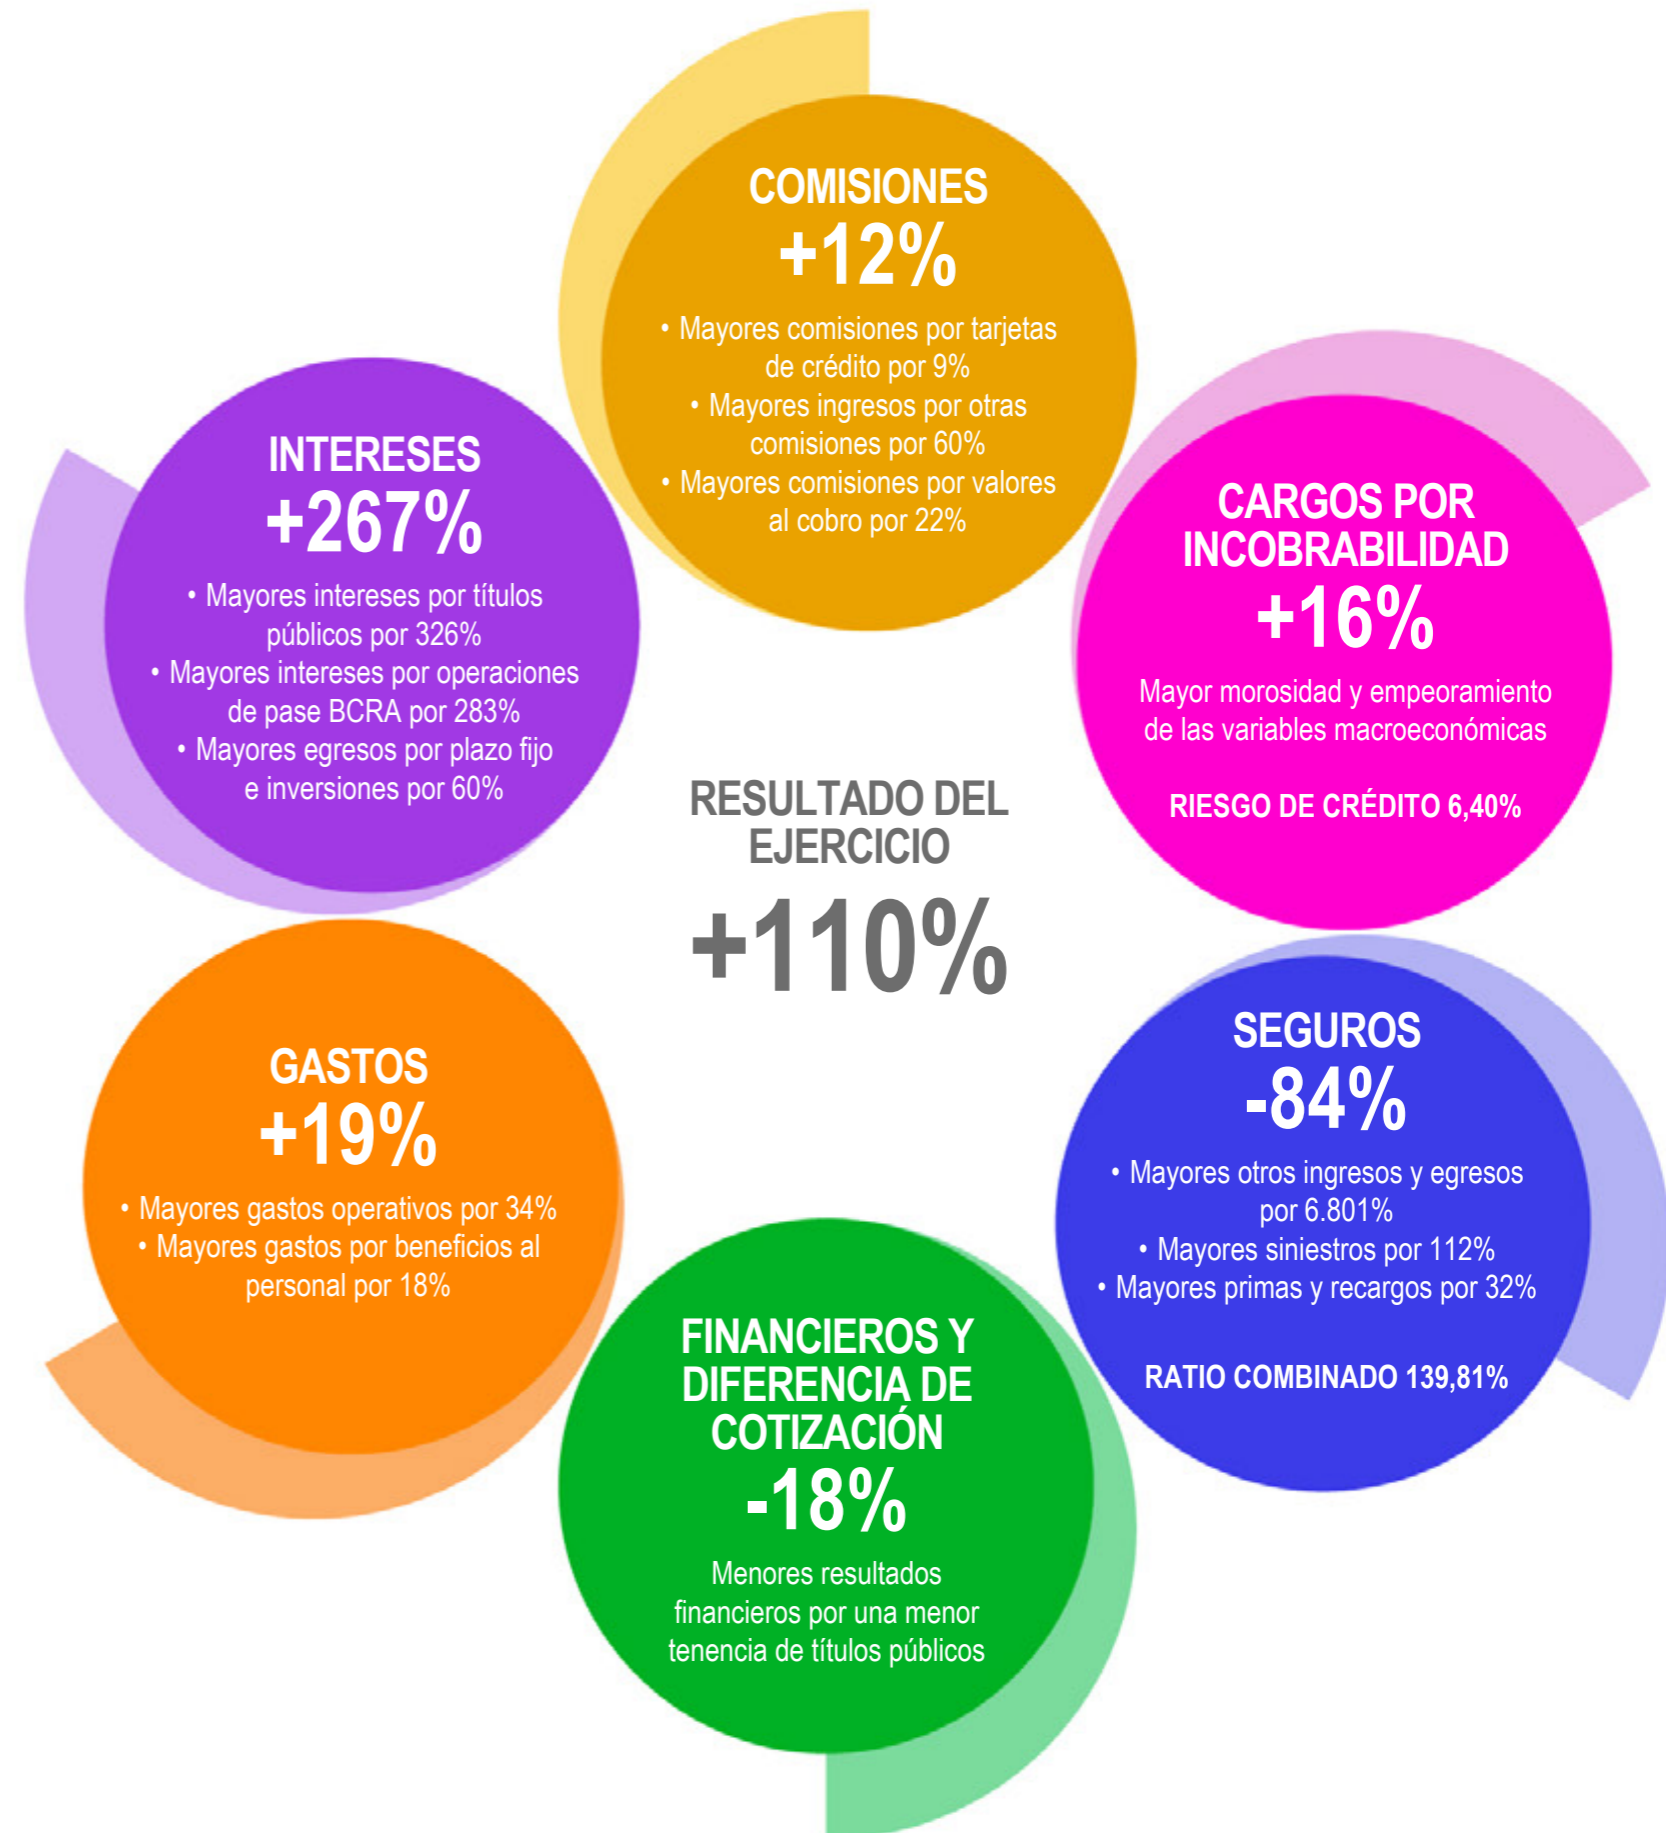 COMISIONES
+12%
• Mayores comisiones por tarjetas
de crédito por 9%
• Mayores ingresos por otras
comisiones por 60%
• Mayores comisiones por valores
al cobro por 22%
INTERESES
+267%
• Mayores intereses por títulos
públicos por 326%
• Mayores intereses por operaciones
de pase BCRA por 283%
• Mayores egresos por plazo fijo
e inversiones por 60%
CARGOS POR
INCOBRABILIDAD
+16%
Mayor morosidad y empeoramiento
de las variables macroeconómicas
RIESGO DE CRÉDITO 6,40%
RESULTADO DEL
EJERCICIO
+110%
GASTOS
+19%
• Mayores gastos operativos por 34%
• Mayores gastos por beneficios al
personal por 18%
SEGUROS
-84%
• Mayores otros ingresos y egresos
por 6.801%
• Mayores siniestros por 112%
• Mayores primas y recargos por 32%
RATIO COMBINADO 139,81%
FINANCIEROS Y
DIFERENCIA DE
COTIZACIÓN
-18%
Menores resultados
financieros por una menor
tenencia de títulos públicos